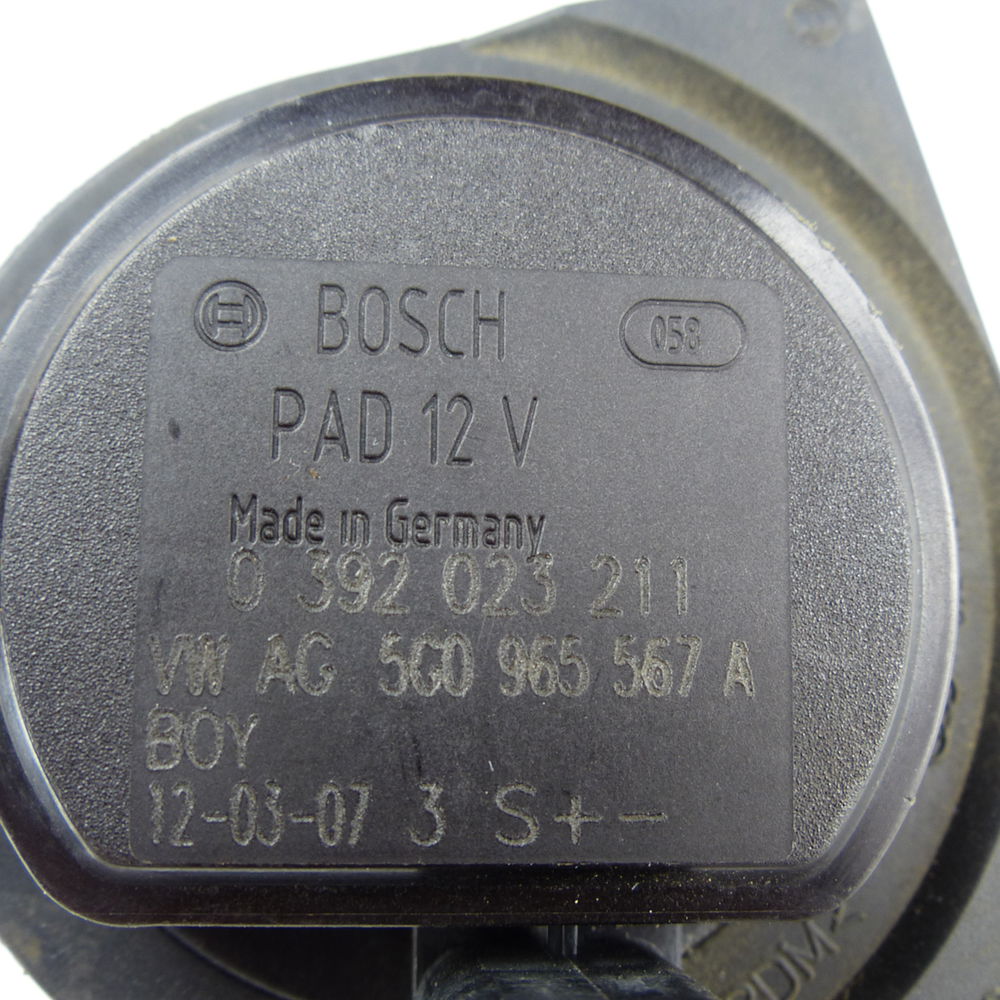 BOSCH 058
PAD 12 V
Made in Germany
0 392 023 211
VW AG 5G0 965 567 A
BOY
12-03-07 3 S + -